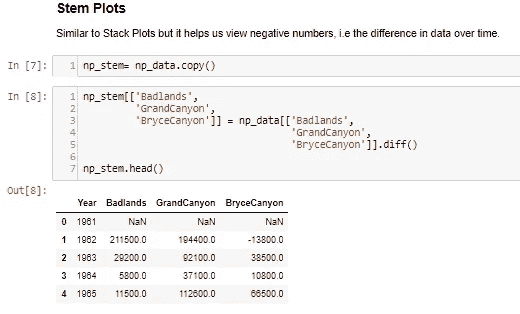 Stem Plots
Similar to Stack Plots but it helps us view negative numbers, i.e the difference in data over time.
In [7]: 1 np_stem= np_data.copy()
In [8]: 1 np_stem[['Badlands',
2 'GrandCanyon',
3 'BryceCanyon']] = np_data[['Badlands',
4 'GrandCanyon',
5 'BryceCanyon']].diff()
6
7 np_stem.head()
Out[8]:
Year Badlands GrandCanyon BryceCanyon
0 1961 NaN NaN NaN
1 1962 211500.0 194400.0 -13800.0
2 1963 29200.0 92100.0 38500.0
3 1964 5800.0 37100.0 10800.0
4 1965 11500.0 112600.0 66500.0